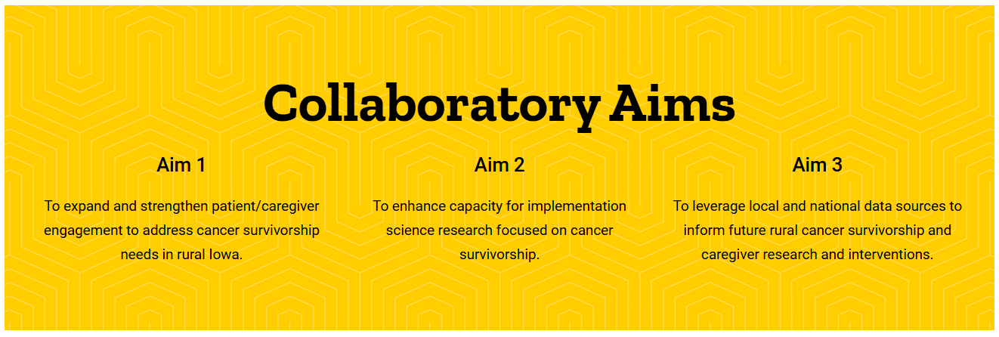 Collaboratory Aims
Aim 1
To expand and strengthen patient/caregiver
engagement to address cancer survivorship
needs in rural Iowa.
Aim 2
To enhance capacity for implementation
science research focused on cancer
survivorship.
Aim 3
To leverage local and national data sources to
inform future rural cancer survivorship and
caregiver research and interventions.